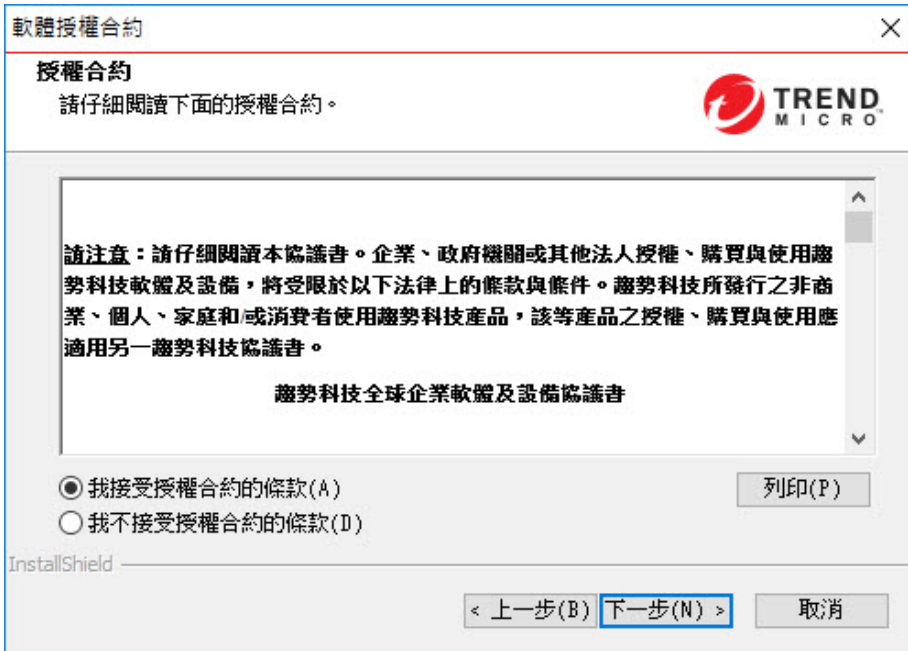 軟體授權合約
授權合約
請仔細閱讀下面的授權合約。
TREND
MICRO
請注意：請仔細閱讀本協議書。企業、政府機關或其他法人授權、購買與使用趨
勢科技軟體及設備，將受限於以下法律上的條款與條件。趨勢科技所發行之非商
業、個人、家庭和/或消費者使用趨勢科技產品，該等產品之授權、購買與使用應
適用另一趨勢科技協議書。
趨勢科技全球企業軟體及設備協議書
我接受授權合約的條款(A)
列印(P)
我不接受授權合約的條款(D)
InstallShield
< 上一步(B)
下一步(N) >
取消